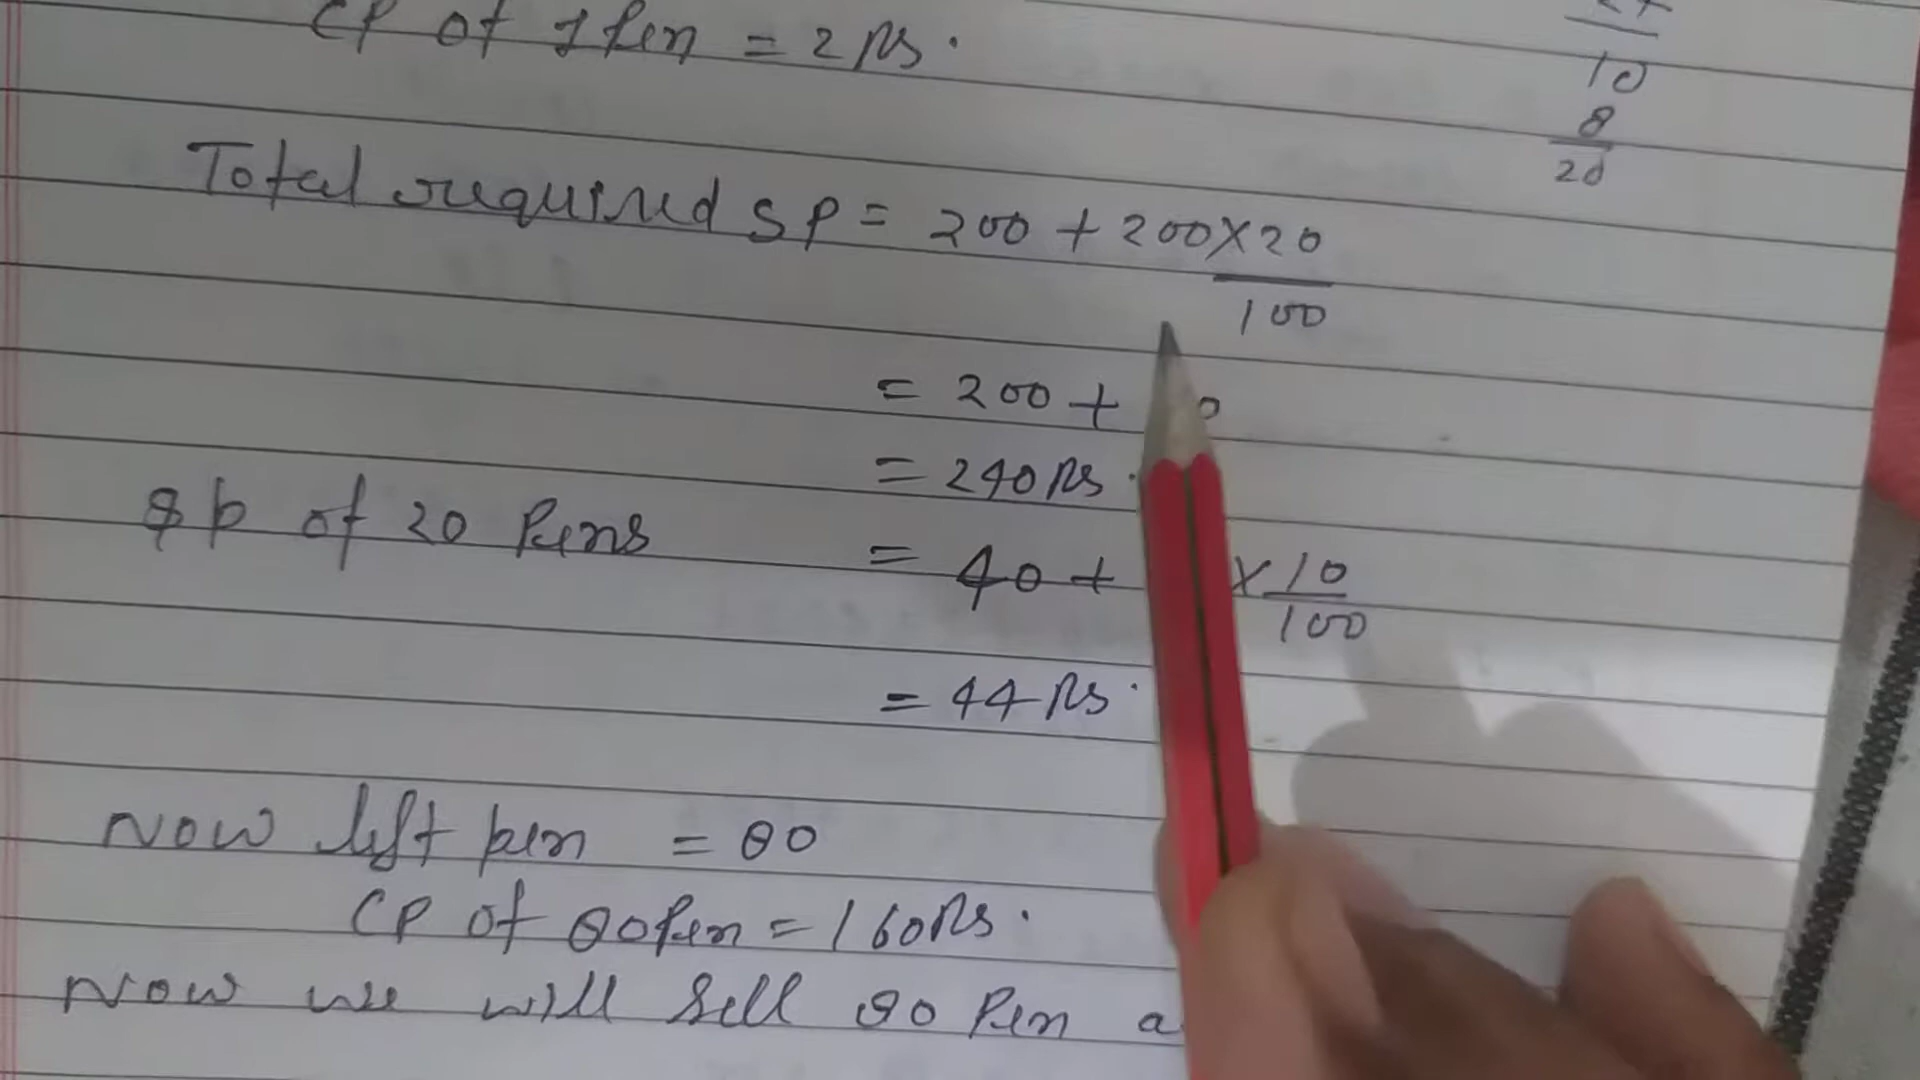 CP of 1 Pen = 2 Rs.
10
8
20
Total required SP = 200 + 200×20
100
= 200 + 0
= 240 Rs.
SP of 20 Pens = 40 + × 10
100
= 44 Rs.
Now left pen = 80
CP of 80 Pen = 160 Rs.
Now we will sell 80 Pen a